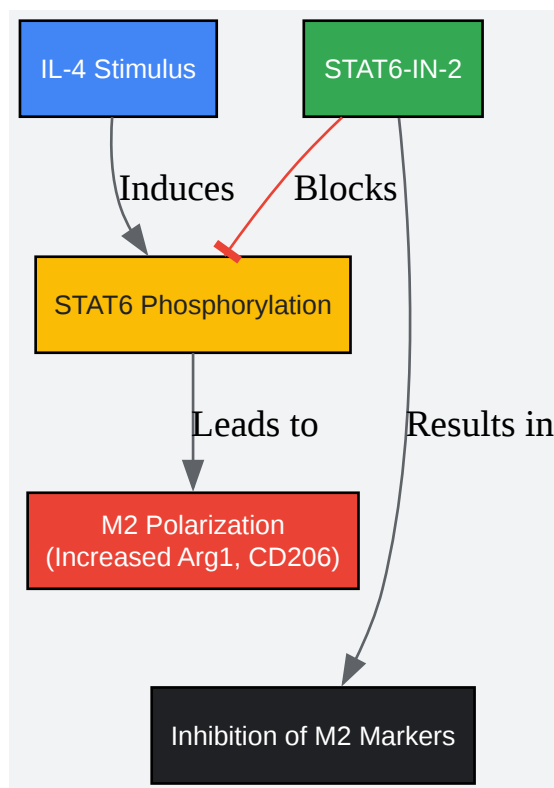 IL-4 Stimulus
STAT6-IN-2
Induces
Blocks
STAT6 Phosphorylation
Leads to
Results in
M2 Polarization
(Increased Arg1, CD206)
Inhibition of M2 Markers